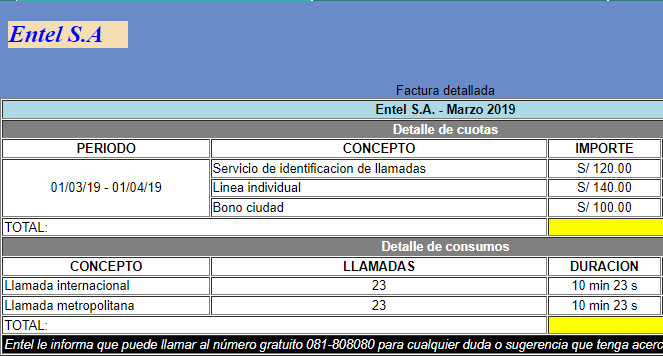 Entel S.A
Factura detallada
Entel S.A. - Marzo 2019
Detalle de cuotas
PERIODO CONCEPTO IMPORTE
01/03/19 - 01/04/19
Servicio de identificacion de llamadas S/ 120.00
Linea individual S/ 140.00
Bono ciudad S/ 100.00
TOTAL:
Detalle de consumos
CONCEPTO LLAMADAS DURACION
Llamada internacional 23 10 min 23 s
Llamada metropolitana 23 10 min 23 s
TOTAL:
Entel le informa que puede llamar al número gratuito 081-808080 para cualquier duda o sugerencia que tenga